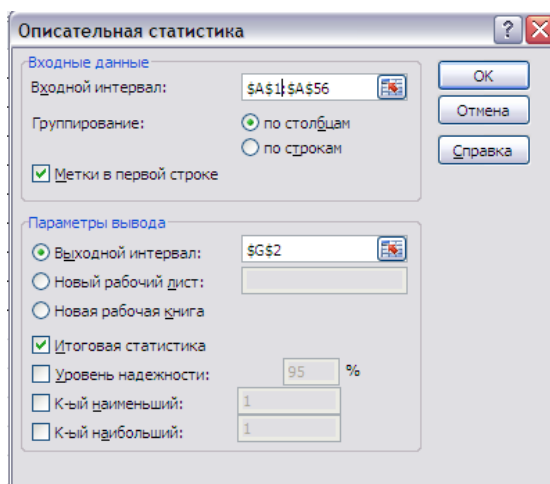 Описательная статистика
Входные данные
Входной интервал: $A$1:$A$56
Группирование: по столбцам
по строкам
Метки в первой строке
OK
Отмена
Справка
Параметры вывода
Выходной интервал: $G$2
Новый рабочий лист:
Новая рабочая книга
Итоговая статистика
Уровень надежности: 95 %
К-ый наименьший: 1
К-ый наибольший: 1